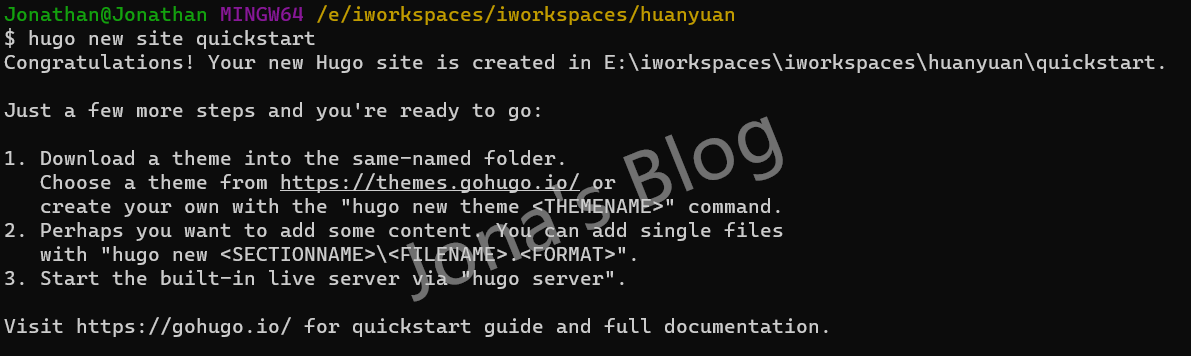 Jonathan@Jonathan MINGW64 /e/iworkspaces/iworkspaces/huanyuan
$ hugo new site quickstart
Congratulations! Your new Hugo site is created in E:\iworkspaces\iworkspaces\huanyuan\quickstart.
Just a few more steps and you're ready to go:
1. Download a theme into the same-named folder.
Choose a theme from https://themes.gohugo.io/ or
create your own with the "hugo new theme <THEMENAME>" command.
2. Perhaps you want to add some content. You can add single files
with "hugo new <SECTIONNAME>\<FILENAME>.<FORMAT>".
3. Start the built-in live server via "hugo server".
Visit https://gohugo.io/ for quickstart guide and full documentation.
Jona's Blog